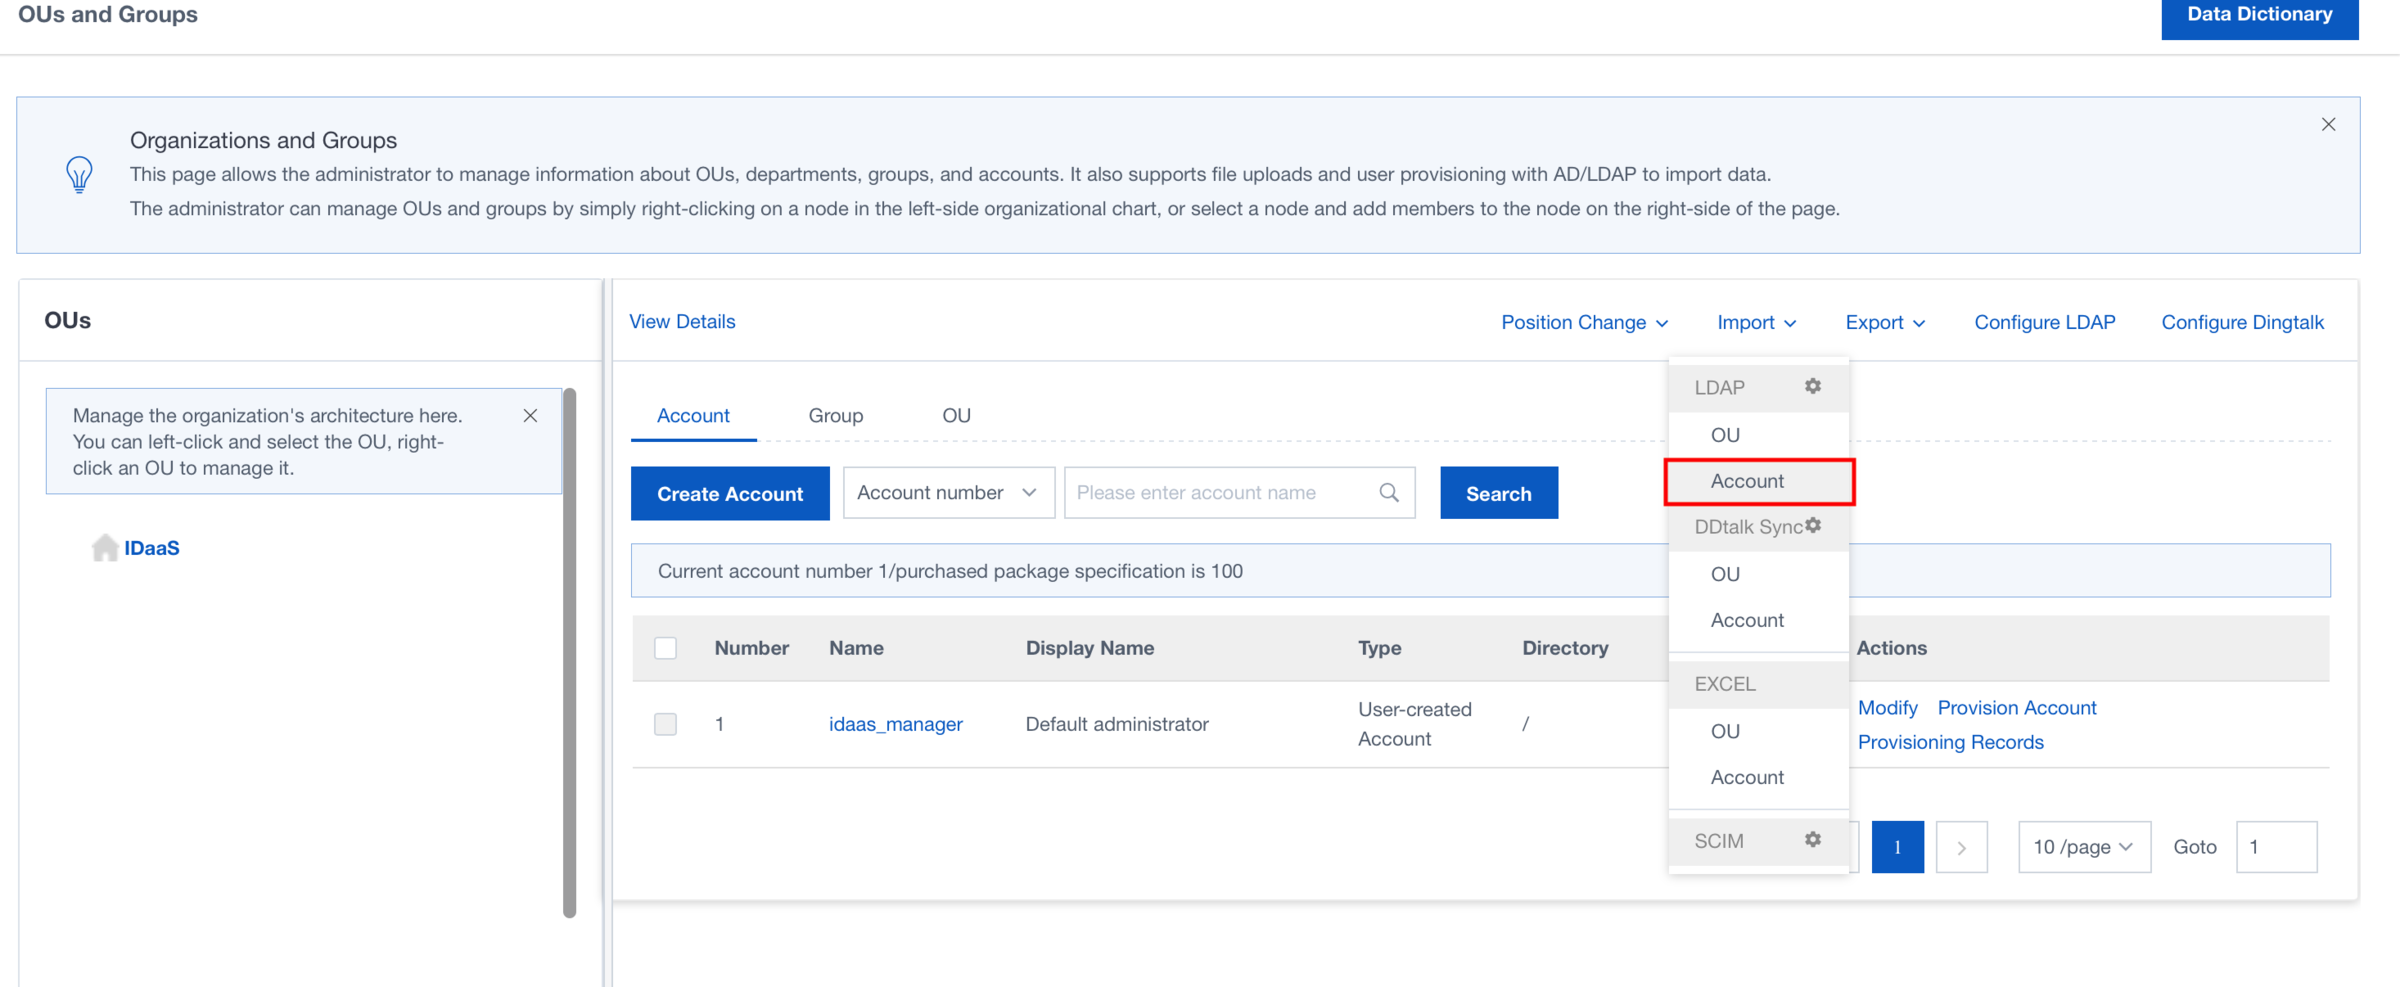 OUs and Groups
Data Dictionary
Organizations and Groups
This page allows the administrator to manage information about OUs, departments, groups, and accounts. It also supports file uploads and user provisioning with AD/LDAP to import data.
The administrator can manage OUs and groups by simply right-clicking on a node in the left-side organizational chart, or select a node and add members to the node on the right-side of the page.
OUs
Manage the organization's architecture here.
You can left-click and select the OU, right-
click an OU to manage it.
IDaaS
View Details
Position Change
Import
Export
Configure LDAP
Configure Dingtalk
LDAP
OU
Account
DDtalk Sync
OU
Account
EXCEL
OU
Account
SCIM
Account
Group
OU
Create Account
Account number
Please enter account name
Search
Current account number 1/purchased package specification is 100
Number
Name
Display Name
Type
Directory
Actions
1
idaas_manager
Default administrator
User-created
Account
/
Modify
Provision Account
Provisioning Records
1
10 /page
Goto
1